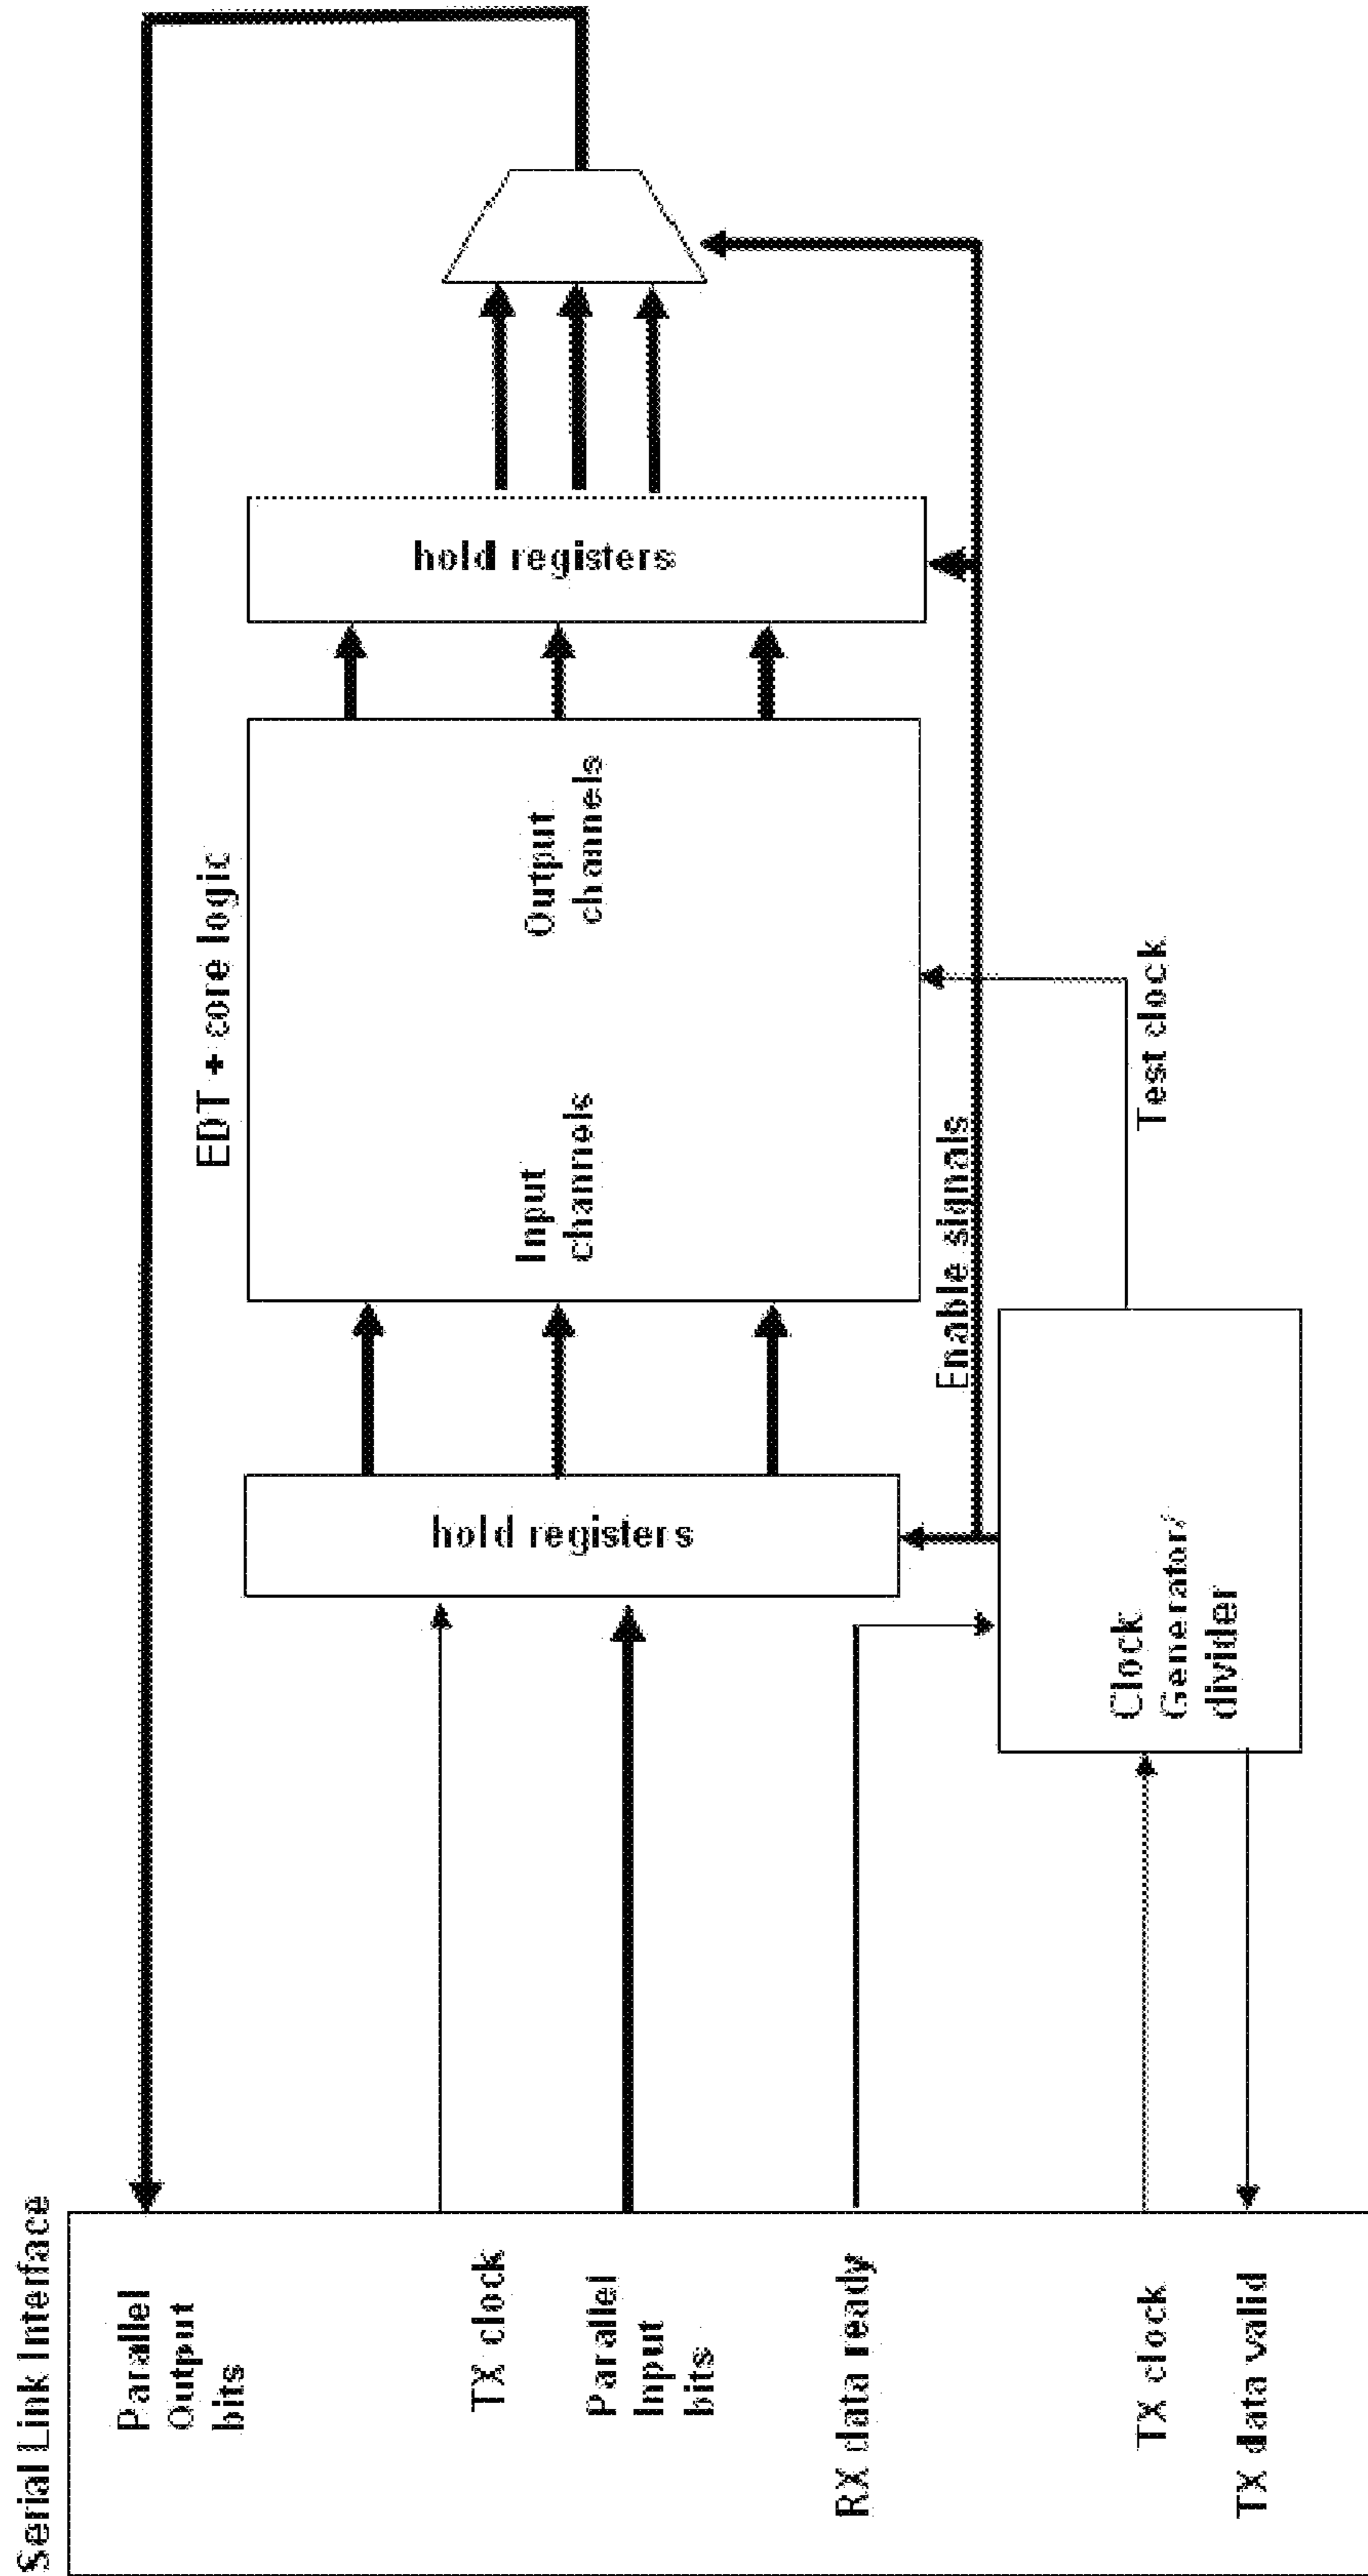 Serial Link Interface
Parallel
Output
bits
TX clock
Parallel
Input
bits
RX data ready
TX clock
TX data valid
hold registers
Clock
Generator/
divider
Enable signals
Test clock
EDT + core logic
Input
channels
Output
channels
hold registers